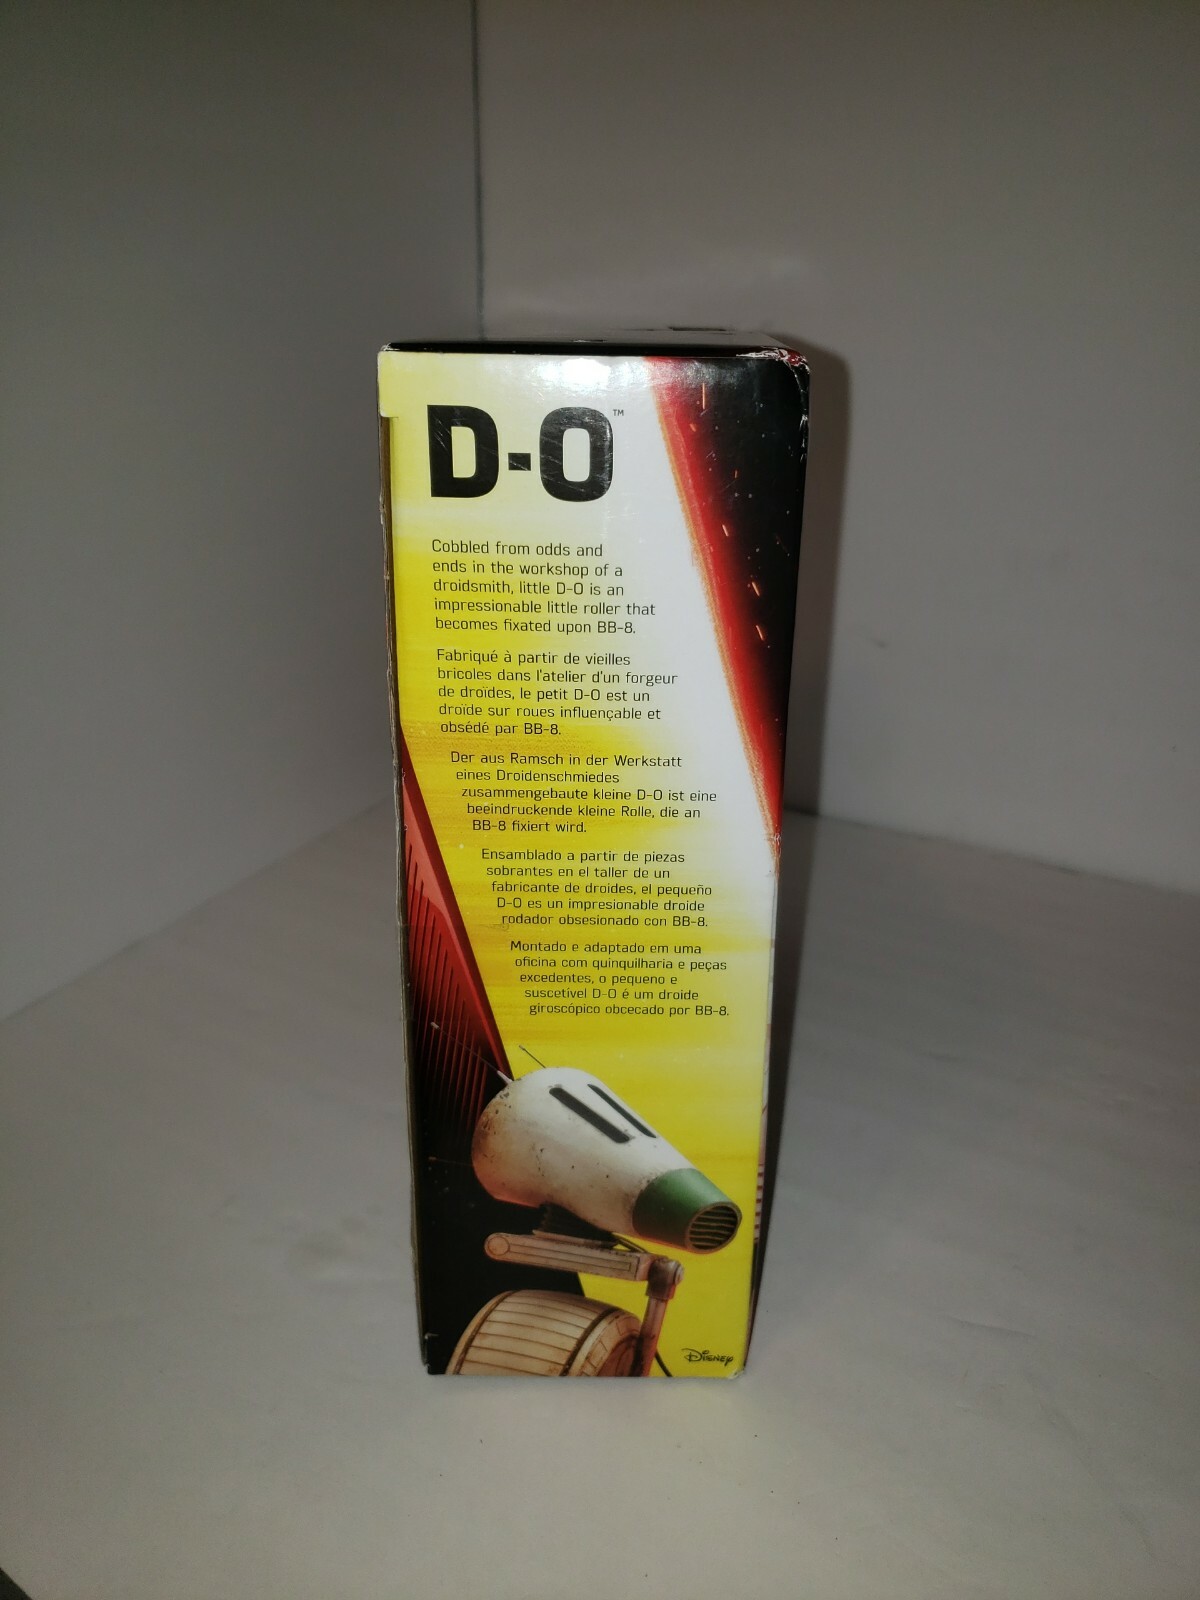 D-O™
Cobbled from odds and
ends in the workshop of a
droidsmith, little D-O is an
impressionable little roller that
becomes fixated upon BB-8.
Fabriqué à partir de vieilles
bricoles dans l'atelier d'un forgeur
de droïdes, le petit D-O est un
droïde sur roues influençable et
obsédé par BB-8.
Der aus Ramsch in der Werkstatt
eines Droidenschmiedes
zusammengebaute kleine D-O ist eine
beeindruckende kleine Rolle, die an
BB-8 fixiert wird.
Ensamblado a partir de piezas
sobrantes en el taller de un
fabricante de droides, el pequeño
D-O es un impresionable droide
rodador obsesionado con BB-8.
Montado e adaptado em uma
oficina com quinquilharia e peças
excedentes, o pequeno e
suscetível D-O é um droide
giroscópico obcecado por BB-8.
Disney